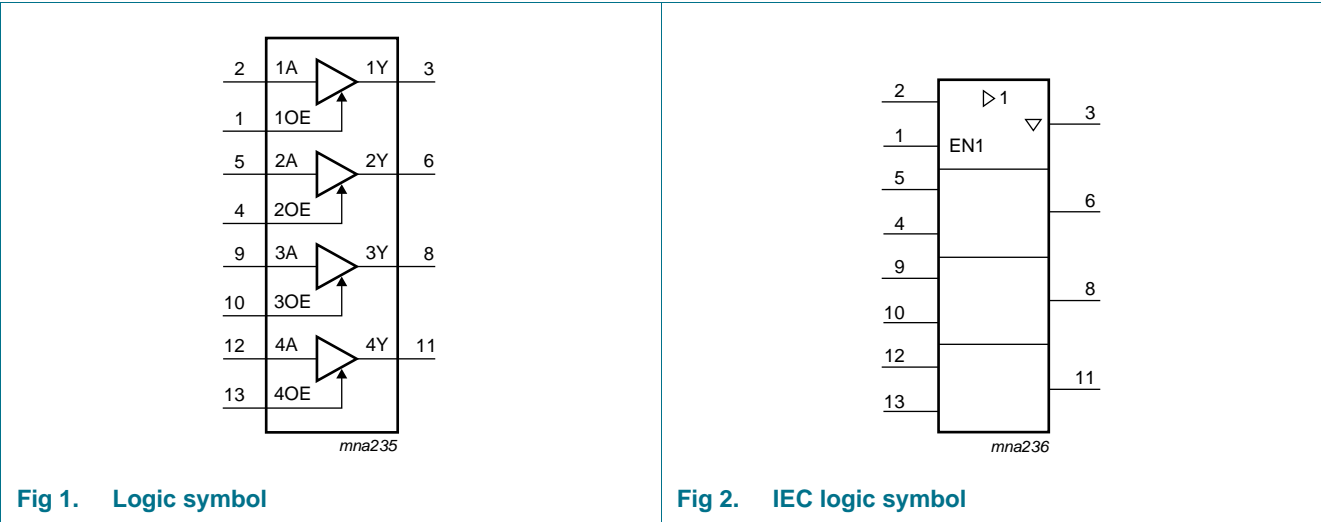 2 1A 1Y 3
1 1OE
5 2A 2Y 6
4 2OE
9 3A 3Y 8
10 3OE
12 4A 4Y 11
13 4OE
mna235
Fig 1. Logic symbol
2 1
3
1 EN1
5
6
4
9
8
10
12
11
13
mna236
Fig 2. IEC logic symbol